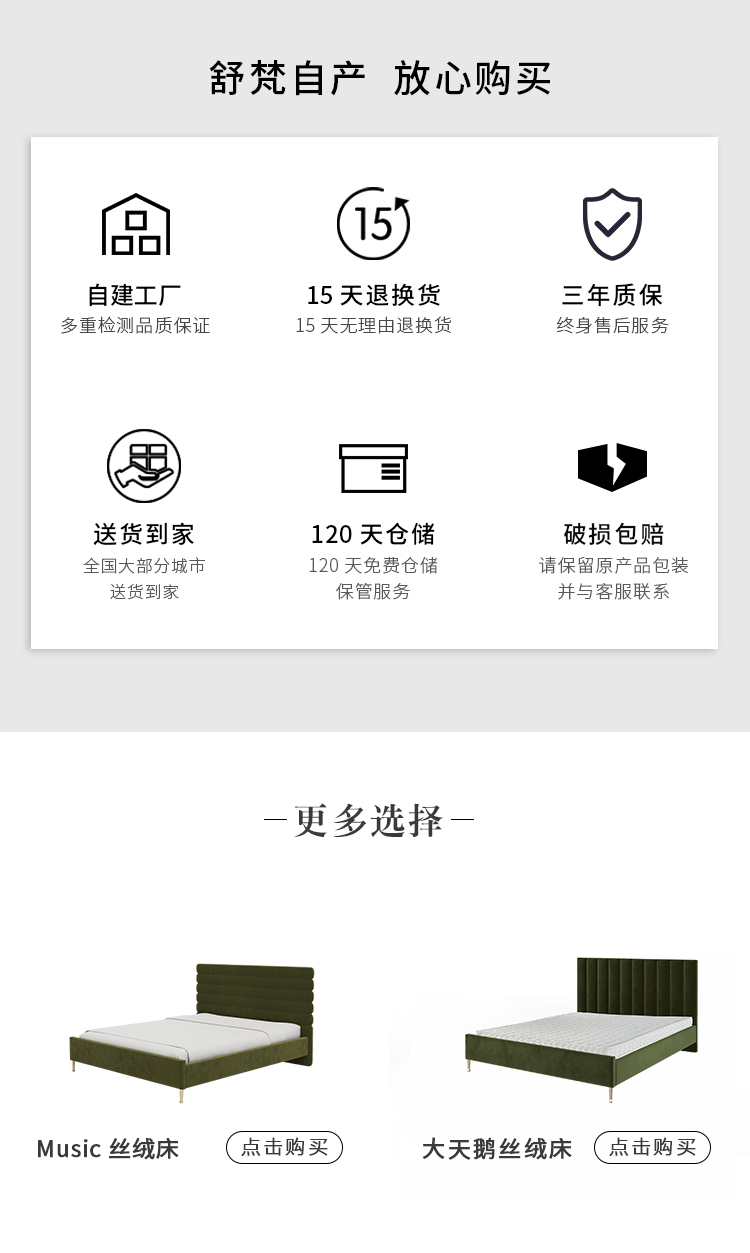 舒梵自产 放心购买
15
自建工厂
多重检测品质保证
15 天退换货
15 天无理由退换货
三年质保
终身售后服务
送货到家
全国大部分城市
送货到家
120 天仓储
120 天免费仓储
保管服务
破损包赔
请保留原产品包装
并与客服联系
更多选择
Music 丝绒床
点击购买
大天鹅丝绒床
点击购买